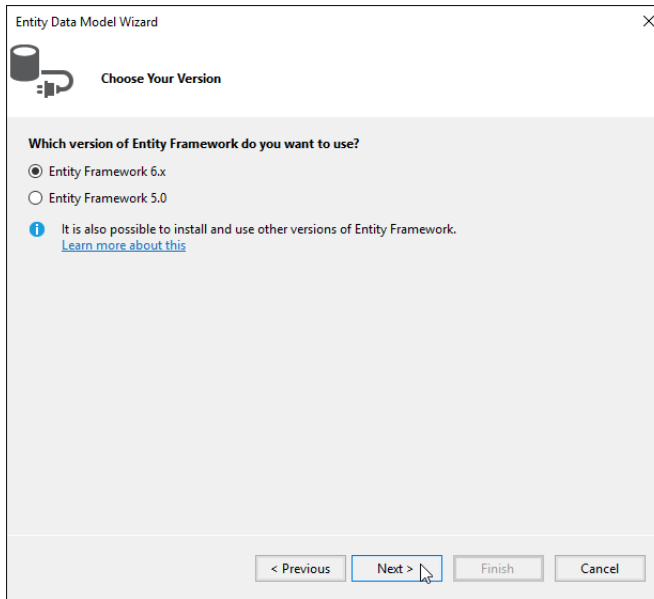 Entity Data Model Wizard
Choose Your Version
Which version of Entity Framework do you want to use?
Entity Framework 6.x
Entity Framework 5.0
It is also possible to install and use other versions of Entity Framework.
Learn more about this
< Previous
Next >
Finish
Cancel